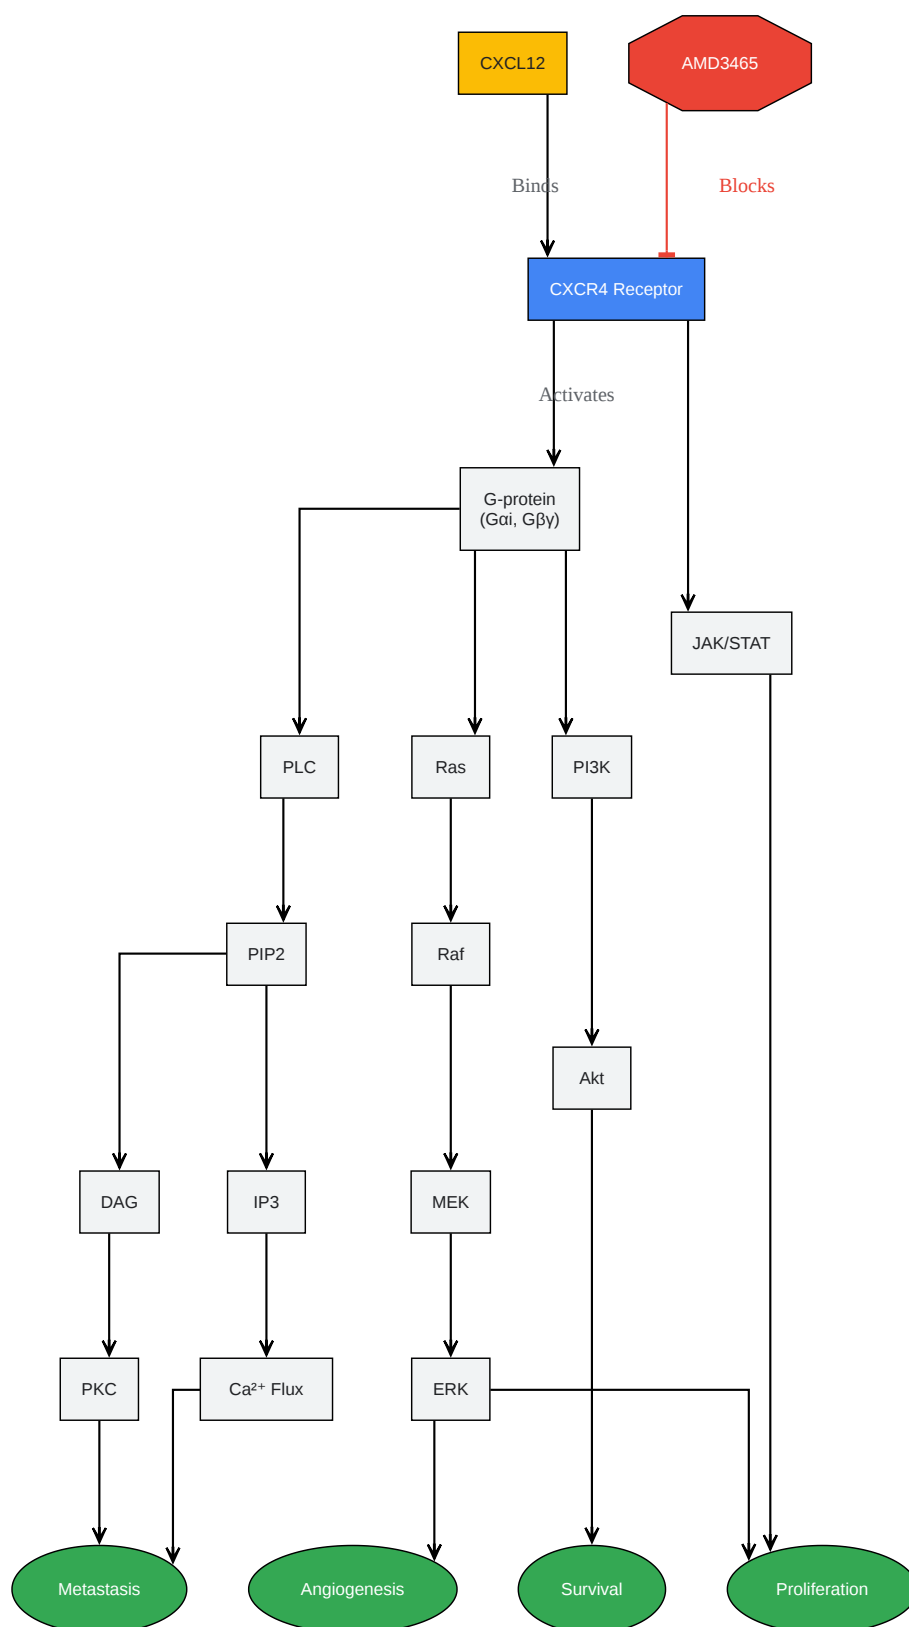 CXCL12
AMD3465
Binds
Blocks
CXCR4 Receptor
Activates
G-protein
(Gαi, Gβγ)
JAK/STAT
PLC
Ras
PI3K
PIP2
Raf
Akt
DAG
IP3
MEK
PKC
Ca²⁺ Flux
ERK
Metastasis
Angiogenesis
Survival
Proliferation